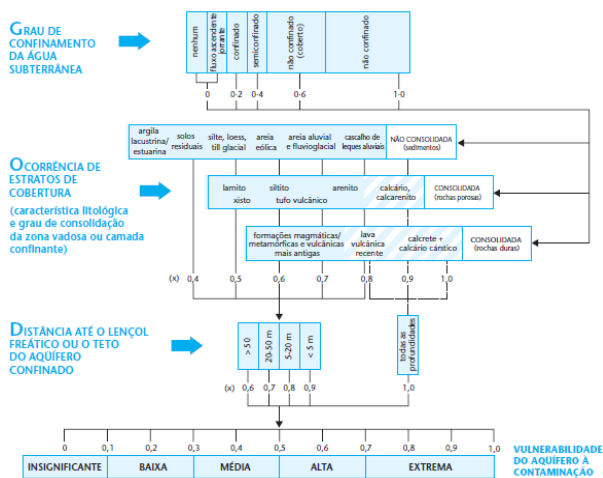 GRAU DE
CONFINAMENTO
DA ÁGUA
SUBTERRÂNEA
nenhum
fluxo ascendente
jorrante
confinado
semiconfinado
não confinado
(coberto)
não confinado
0 0-2 0-4 0-6 1-0
argila
lacustrina/
estuarina
solos
residuais
silte, loess,
till glacial
areia
eólica
areia aluvial
e fluvioglacial
cascalho de
leques aluviais
NÃO CONSOLIDADA
(sadimentos)
OCORRÊNCIA DE
ESTRATOS DE
COBERTURA
(característica litológica
e grau de consolidação
da zona vadosa ou camada
confinante)
lamito siltito arenito
xisto tufo vulcânico
calcário,
calcarenito
CONSOLIDADA
(rochas porosas)
formações magmáticas/
metamórficas e vulcânicas
mais antigas
lava
vulcânica
recente
calcrete +
calcário cárstico
CONSOLIDADA
(rochas duras)
(x) 0,4 0,5 0,6 0,7 0,8 0,9 1,0
DISTÂNCIA ATÉ O LENÇOL
FREÁTICO OU O TETO
DO AQÜÍFERO
CONFINADO
> 50
20-50 m
5-20 m
< 5 m
todas as
profundidades
(x) 0,6 0,7 0,8 0,9 1,0
0 0,1 0,2 0,3 0,4 0,5 0,6 0,7 0,8 0,9 1,0
INSIGNIFICANTE BAIXA MÉDIA ALTA EXTREMA
VULNERABILIDADE
DO AQÜÍFERO À
CONTAMINAÇÃO